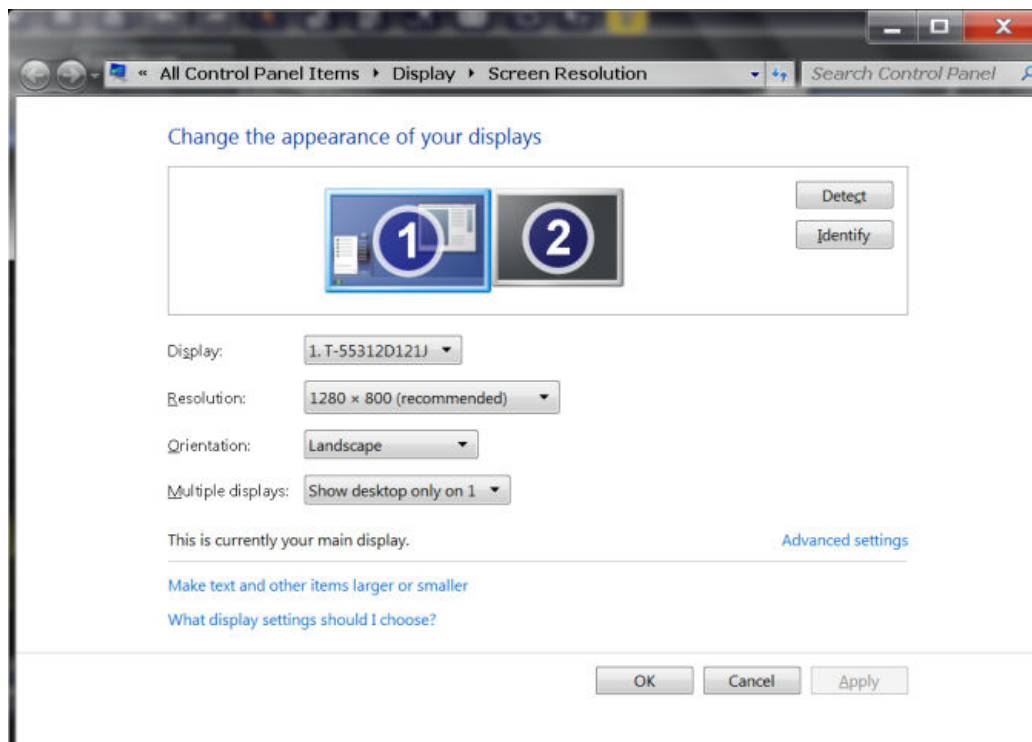 « All Control Panel Items ▸ Display ▸ Screen Resolution Search Control Panel
Change the appearance of your displays
1 2
Detect
Identify
Display: 1. T-55312D121J
Resolution: 1280 × 800 (recommended)
Orientation: Landscape
Multiple displays: Show desktop only on 1
This is currently your main display. Advanced settings
Make text and other items larger or smaller
What display settings should I choose?
OK Cancel Apply